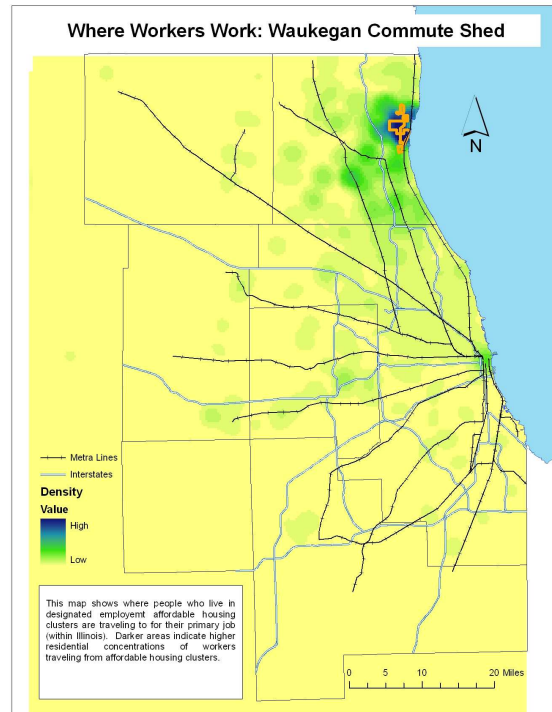 Where Workers Work: Waukegan Commute Shed
N
Metra Lines
Interstates
Density
Value
High
Low
This map shows where people who live in
designated employemt affordable housing
clusters are traveling to for their primary job
(within Illinois). Darker areas indicate higher
residential concentrations of workers
traveling from affordable housing clusters.
0 5 10 20 Miles